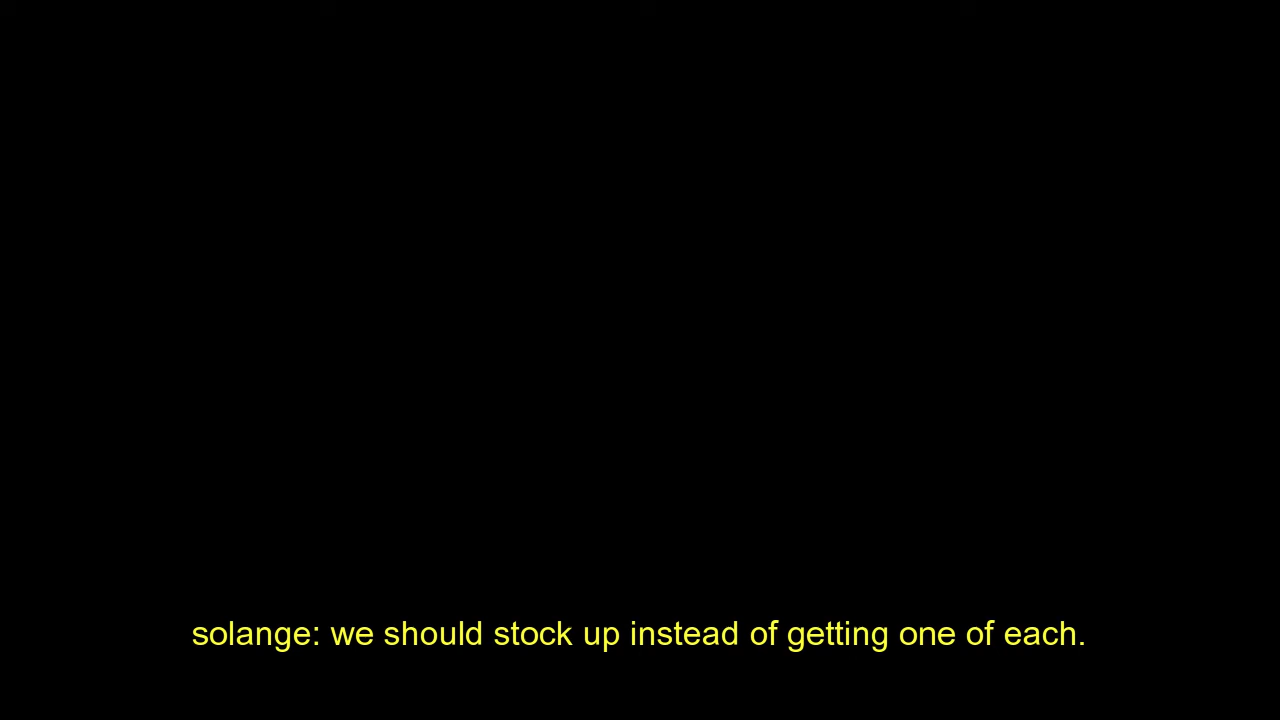 solange: we should stock up instead of getting one of each.